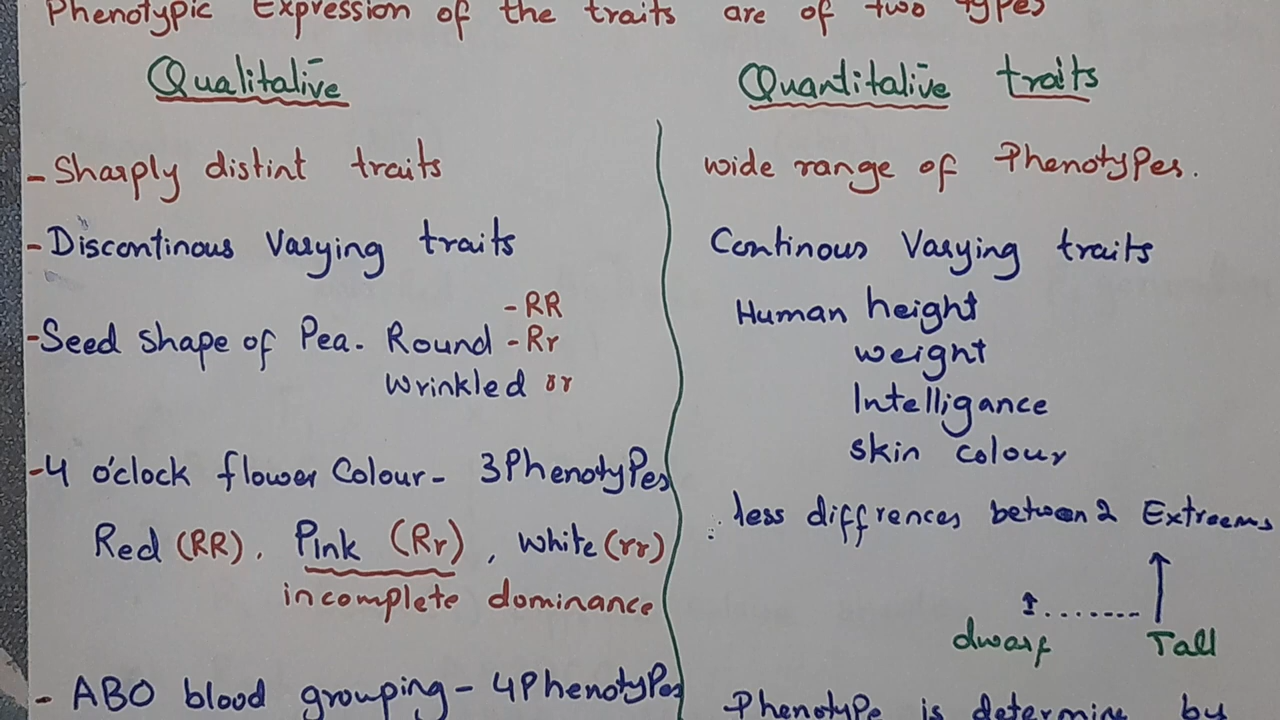 Phenotypic Expression of the traits are of two types
Qualitative
- Sharply distint traits
- Discontinous Varying traits
- Seed shape of Pea. Round - RR
- Rr
Wrinkled rr
- 4 o'clock flower Colour - 3 Phenotypes
Red (RR), Pink (Rr), white (rr)
incomplete dominance
- ABO blood grouping - 4 Phenotypes
Quantitative traits
wide range of Phenotypes.
Continous Varying traits
Human height
weight
Intelligance
skin colour
less diffrences between 2 Extreems
dwarf Tall
Phenotype is determine by